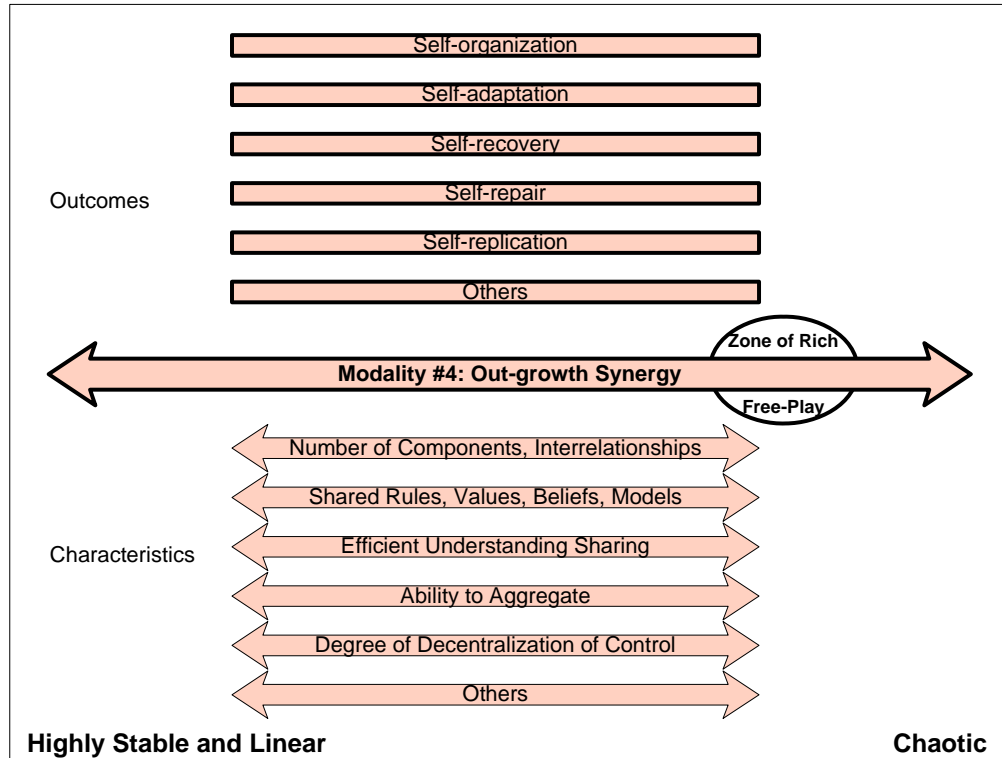 Self-organization
Self-adaptation
Self-recovery
Self-repair
Outcomes
Self-replication
Others
Zone of Rich
Modality #4: Out-growth Synergy
Free-Play
Number of Components, Interrelationships
Shared Rules, Values, Beliefs, Models
Efficient Understanding Sharing
Characteristics
Ability to Aggregate
Degree of Decentralization of Control
Others
Highly Stable and Linear
Chaotic